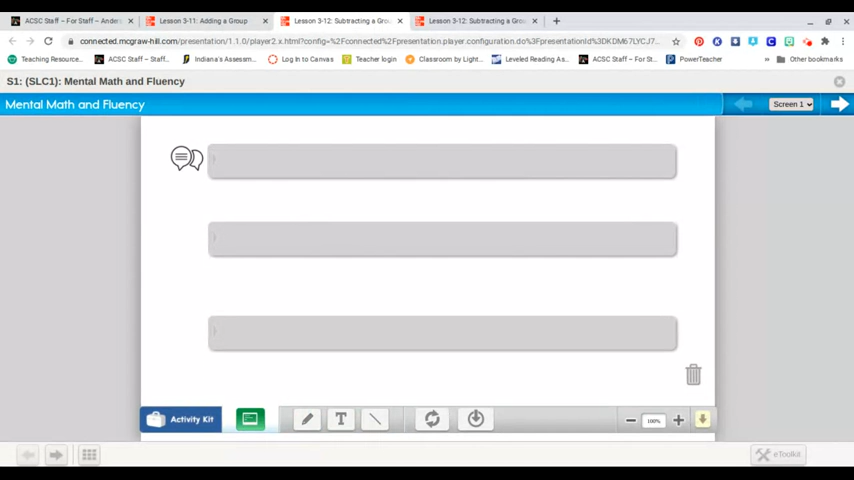 ACSC Staff – For Staff – Anders
Lesson 3-11: Adding a Group
Lesson 3-12: Subtracting a Grou
Lesson 3-12: Subtracting a Grou
connected.mcgraw-hill.com/presentation/1.1.0/player2.x.html?config=%2Fconnected%2Fpresentation.player.configuration.do%3FpresentationId%3DKDM67LYCJ7...
Teaching Resource...
ACSC Staff – Staff...
Indiana's Assessm...
Log In to Canvas
Teacher login
Classroom by Light...
Leveled Reading As...
ACSC Staff – For St...
PowerTeacher
»
Other bookmarks
S1: (SLC1): Mental Math and Fluency
Mental Math and Fluency
Screen 1
Activity Kit
T
100%
eToolkit